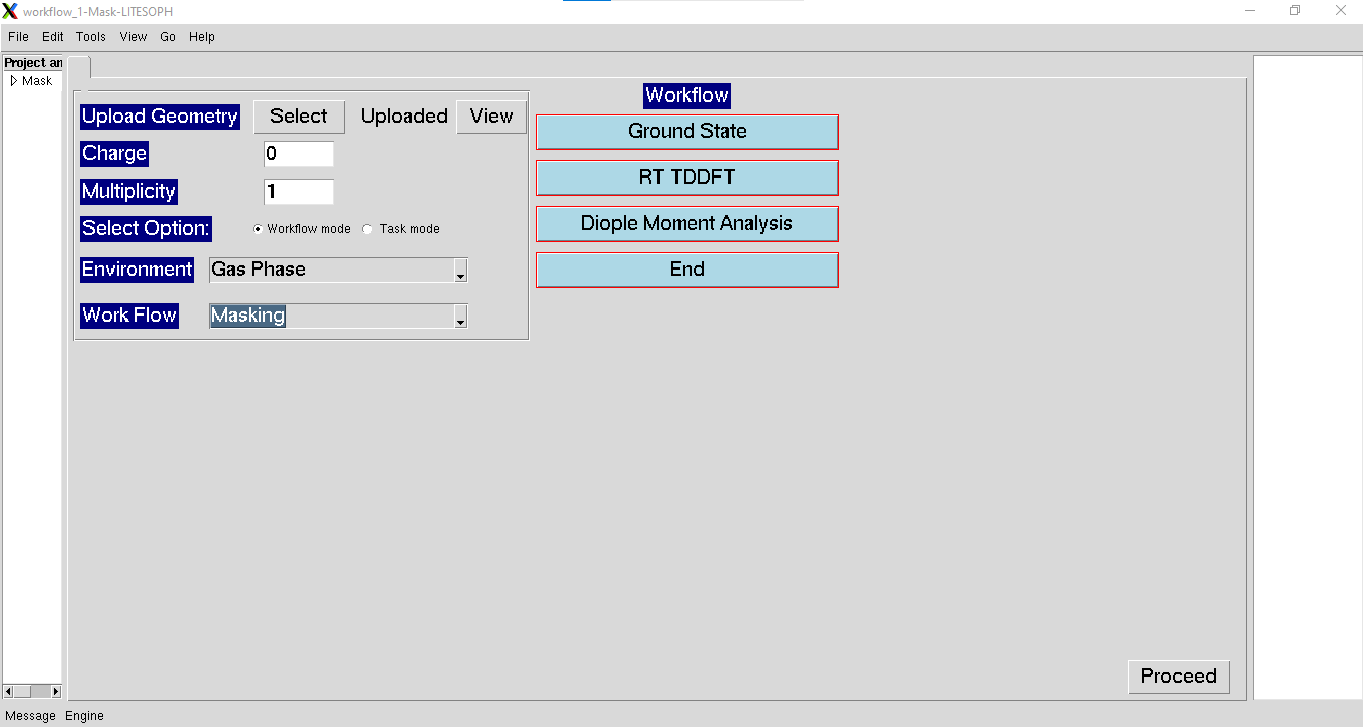 workflow_1-Mask-LITESOPH
File Edit Tools View Go Help
Project an
Mask
Upload Geometry Select Uploaded View
Charge 0
Multiplicity 1
Select Option: Workflow mode Task mode
Environment Gas Phase
Work Flow Masking
Workflow
Ground State
RT TDDFT
Diople Moment Analysis
End
Proceed
Message Engine